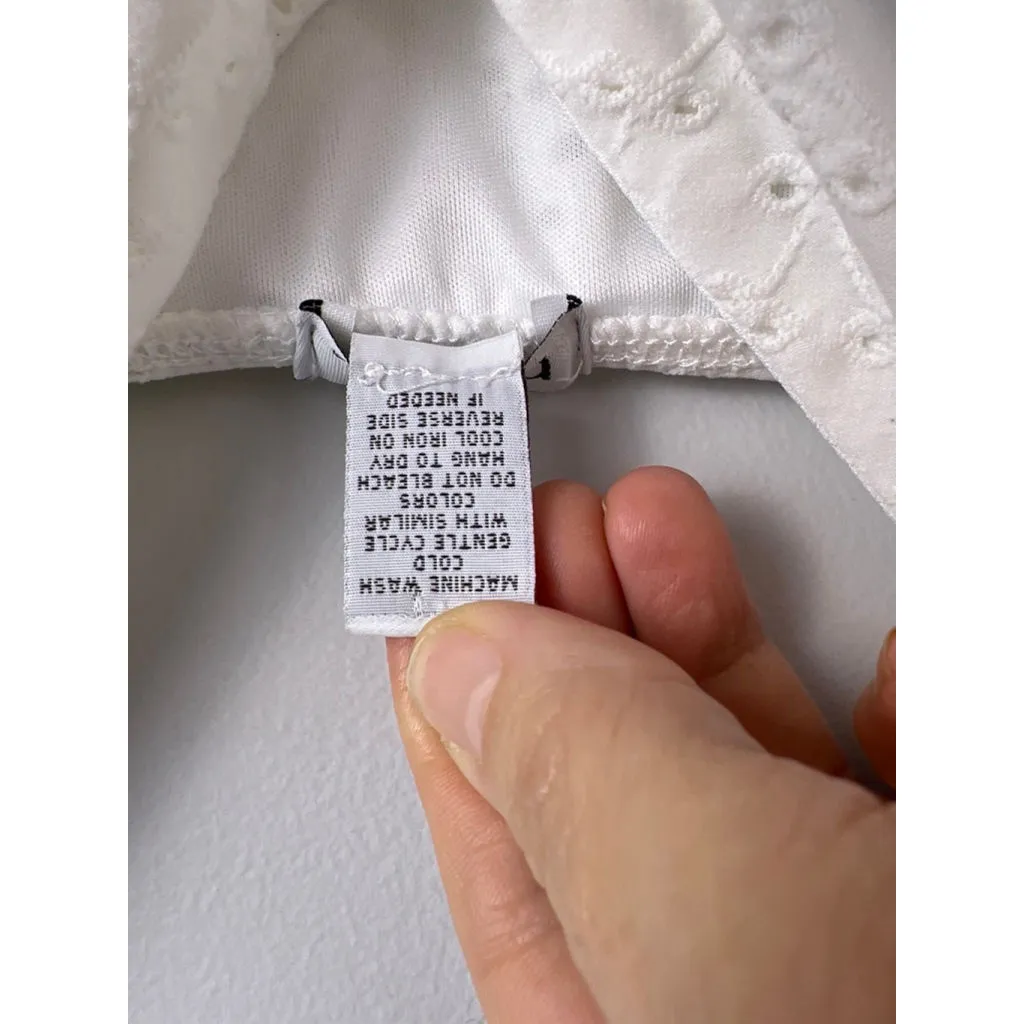 MACHINE WASH
COLD
GENTLE CYCLE
WITH SIMILAR
COLORS
DO NOT BLEACH
HANG TO DRY
COOL IRON ON
REVERSE SIDE
IF NEEDED